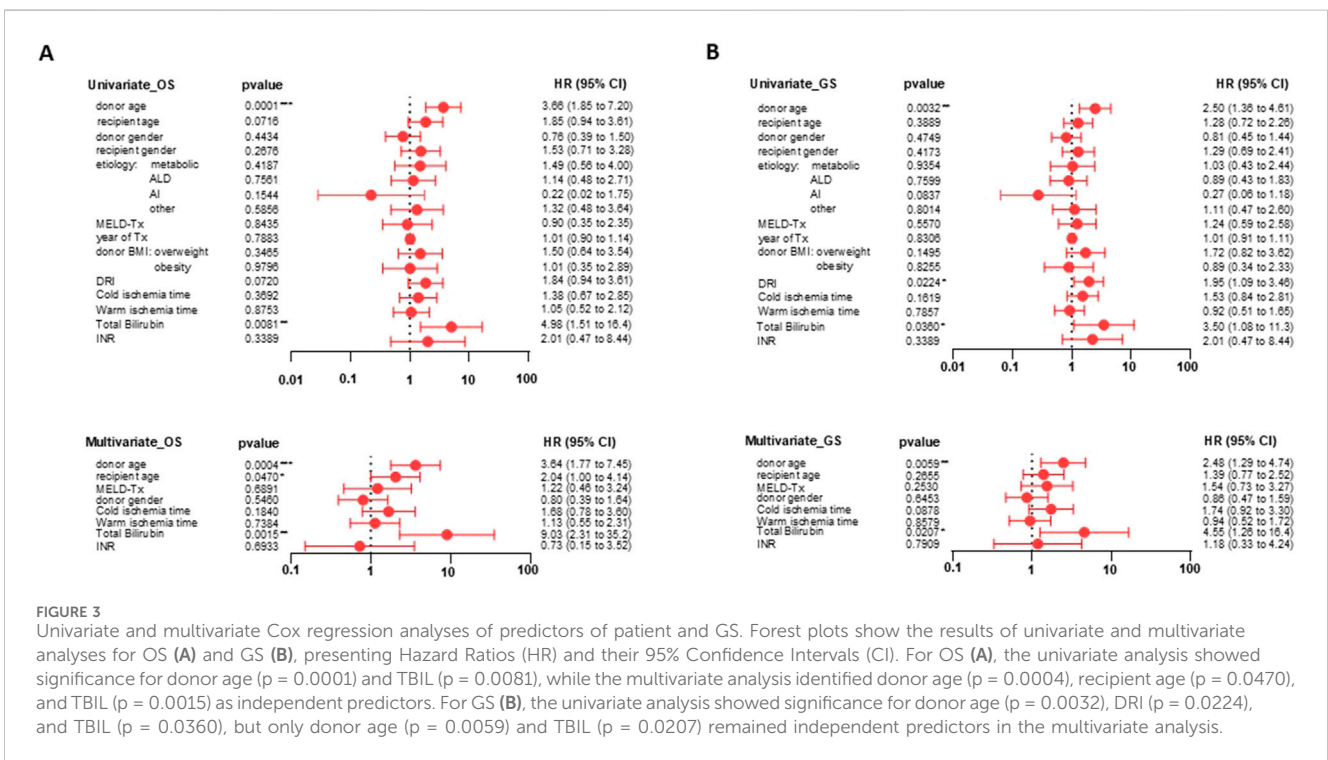 A
Univariate_OS pvalue HR (95% CI)
donor age 0.0001*** 3.66 (1.85 to 7.20)
recipient age 0.0716 1.85 (0.94 to 3.61)
donor gender 0.4434 0.76 (0.39 to 1.50)
recipient gender 0.2676 1.53 (0.71 to 3.28)
etiology: metabolic 0.4187 1.49 (0.56 to 4.00)
ALD 0.7561 1.14 (0.48 to 2.71)
AI 0.1544 0.22 (0.02 to 1.75)
other 0.5856 1.32 (0.48 to 3.64)
MELD-Tx 0.8435 0.90 (0.35 to 2.35)
year of Tx 0.7883 1.01 (0.90 to 1.14)
donor BMI: overweight 0.3465 1.50 (0.64 to 3.54)
obesity 0.9796 1.01 (0.35 to 2.89)
DRI 0.0720 1.84 (0.94 to 3.61)
Cold ischemia time 0.3692 1.38 (0.67 to 2.85)
Warm ischemia time 0.8753 1.05 (0.52 to 2.12)
Total Bilirubin 0.0081** 4.98 (1.51 to 16.4)
INR 0.3389 2.01 (0.47 to 8.44)
0.01 0.1 1 10 100
Multivariate_OS pvalue HR (95% CI)
donor age 0.0004*** 3.64 (1.77 to 7.45)
recipient age 0.0470* 2.04 (1.00 to 4.14)
MELD-Tx 0.6891 1.22 (0.46 to 3.24)
donor gender 0.5460 0.80 (0.39 to 1.64)
Cold ischemia time 0.1840 1.68 (0.78 to 3.60)
Warm ischemia time 0.7384 1.13 (0.55 to 2.31)
Total Bilirubin 0.0015** 9.03 (2.31 to 35.2)
INR 0.6933 0.73 (0.15 to 3.52)
0.1 1 10 100
B
Univariate_GS pvalue HR (95% CI)
donor age 0.0032** 2.50 (1.36 to 4.61)
recipient age 0.3889 1.28 (0.72 to 2.26)
donor gender 0.4749 0.81 (0.45 to 1.44)
recipient gender 0.4173 1.29 (0.69 to 2.41)
etiology: metabolic 0.9354 1.03 (0.43 to 2.44)
ALD 0.7599 0.89 (0.43 to 1.83)
AI 0.0837 0.27 (0.06 to 1.18)
other 0.8014 1.11 (0.47 to 2.60)
MELD-Tx 0.5570 1.24 (0.59 to 2.58)
year of Tx 0.8306 1.01 (0.91 to 1.11)
donor BMI: overweight 0.1495 1.72 (0.82 to 3.62)
obesity 0.8255 0.89 (0.34 to 2.33)
DRI 0.0224* 1.95 (1.09 to 3.46)
Cold ischemia time 0.1619 1.53 (0.84 to 2.81)
Warm ischemia time 0.7857 0.92 (0.51 to 1.65)
Total Bilirubin 0.0360* 3.50 (1.08 to 11.3)
INR 0.3389 2.01 (0.47 to 8.44)
0.01 0.1 1 10 100
Multivariate_GS pvalue HR (95% CI)
donor age 0.0059** 2.48 (1.29 to 4.74)
recipient age 0.2655 1.39 (0.77 to 2.52)
MELD-Tx 0.2530 1.54 (0.73 to 3.27)
donor gender 0.6453 0.86 (0.47 to 1.59)
Cold ischemia time 0.0878 1.74 (0.92 to 3.30)
Warm ischemia time 0.8579 0.94 (0.52 to 1.72)
Total Bilirubin 0.0207* 4.55 (1.26 to 16.4)
INR 0.7909 1.18 (0.33 to 4.24)
0.1 1 10 100
FIGURE 3
Univariate and multivariate Cox regression analyses of predictors of patient and GS. Forest plots show the results of univariate and multivariate
analyses for OS (A) and GS (B), presenting Hazard Ratios (HR) and their 95% Confidence Intervals (CI). For OS (A), the univariate analysis showed
significance for donor age (p = 0.0001) and TBIL (p = 0.0081), while the multivariate analysis identified donor age (p = 0.0004), recipient age (p = 0.0470),
and TBIL (p = 0.0015) as independent predictors. For GS (B), the univariate analysis showed significance for donor age (p = 0.0032), DRI (p = 0.0224),
and TBIL (p = 0.0360), but only donor age (p = 0.0059) and TBIL (p = 0.0207) remained independent predictors in the multivariate analysis.